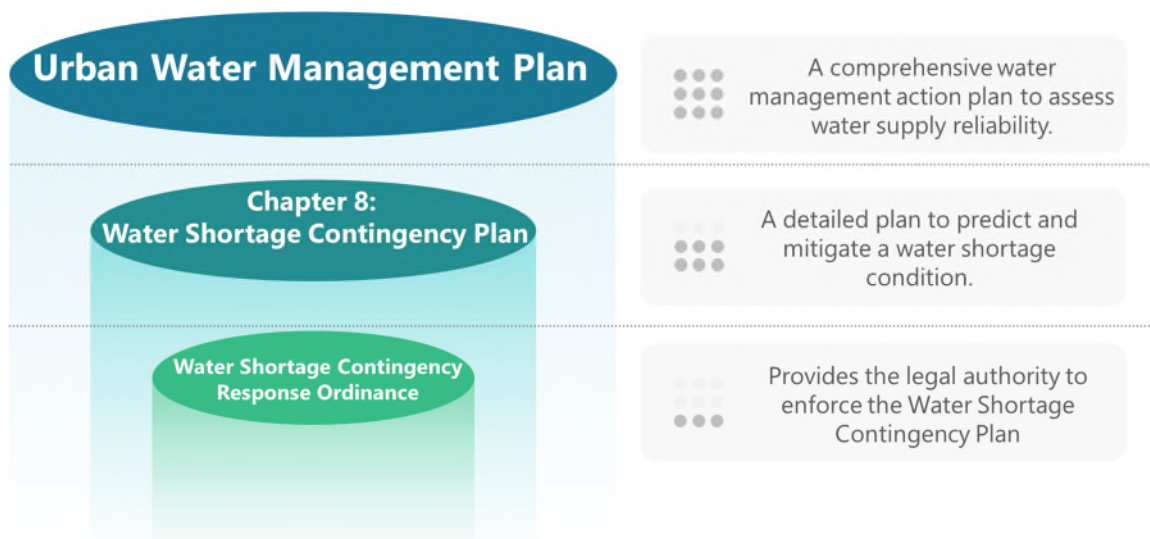 Urban Water Management Plan
A comprehensive water
management action plan to assess
water supply reliability.
Chapter 8:
Water Shortage Contingency Plan
A detailed plan to predict and
mitigate a water shortage
condition.
Water Shortage Contingency
Response Ordinance
Provides the legal authority to
enforce the Water Shortage
Contingency Plan